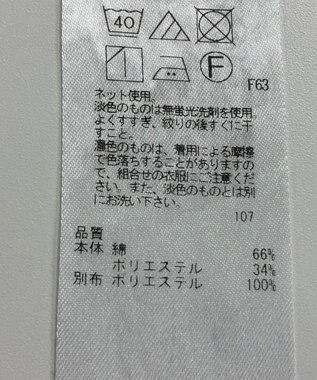 40
F
F63
ネット使用。
淡色のものは無蛍光洗剤を使用
よくすすぎ、絞りの後すぐに干
すこと。
濃色のものは、着用による摩擦
で色落ちすることがありますの
で、組合せの衣服にご注意くだ
さい。また、淡色のものとは別
にお洗い下さい。
107
品質
本体 綿 66%
ポリエステル 34%
別布 ポリエステル 100%